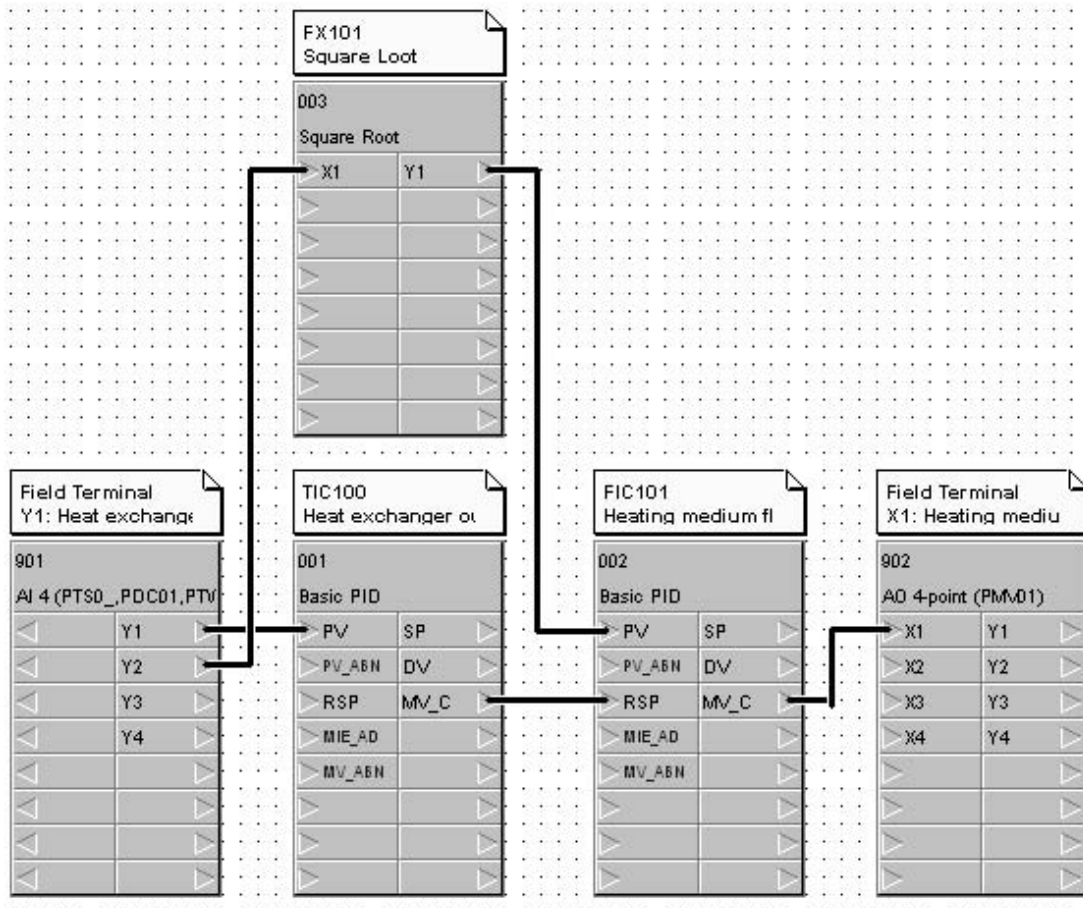 FX101
Square Loot
003
Square Root
X1 Y1
Field Terminal
Y1: Heat exchange
901
AI 4 (PTS0_,PDC01,PTW
Y1
Y2
Y3
Y4
TIC100
Heat exchanger ou
001
Basic PID
PV SP
PV_ABN DV
RSP MV_C
MIE_AD
MV_ABN
FIC101
Heating medium fl
002
Basic PID
PV SP
PV_ABN DV
RSP MV_C
MIE_AD
MV_ABN
Field Terminal
X1: Heating mediu
902
AO 4-point (PMV01)
X1 Y1
X2 Y2
X3 Y3
X4 Y4